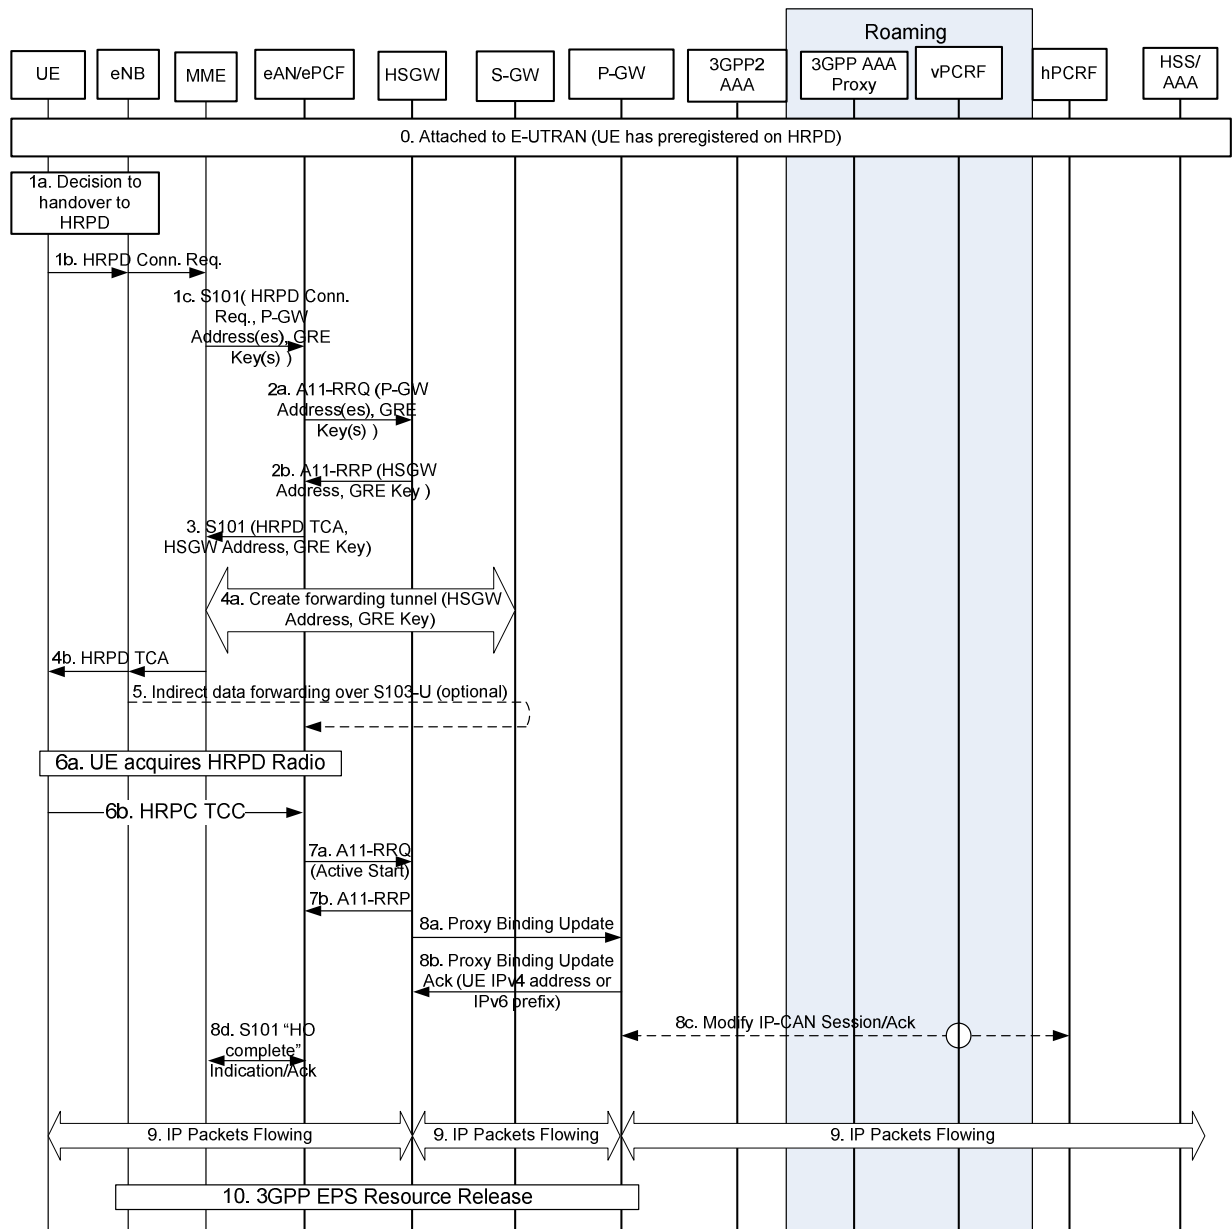 Roaming
UE
eNB
MME
eAN/ePCF
HSGW
S-GW
P-GW
3GPP2
AAA
3GPP AAA
Proxy
vPCRF
hPCRF
HSS/
AAA
0. Attached to E-UTRAN (UE has preregistered on HRPD)
1a. Decision to
handover to
HRPD
1b. HRPD Conn. Req.
1c. S101( HRPD Conn.
Req., P-GW
Address(es), GRE
Key(s) )
2a. A11-RRQ (P-GW
Address(es), GRE
Key(s) )
2b. A11-RRP (HSGW
Address, GRE Key )
3. S101 (HRPD TCA,
HSGW Address, GRE Key)
4a. Create forwarding tunnel (HSGW
Address, GRE Key)
4b. HRPD TCA
5. Indirect data forwarding over S103-U (optional)
6a. UE acquires HRPD Radio
6b. HRPC TCC
7a. A11-RRQ
(Active Start)
7b. A11-RRP
8a. Proxy Binding Update
8b. Proxy Binding Update
Ack (UE IPv4 address or
IPv6 prefix)
8c. Modify IP-CAN Session/Ack
8d. S101 “HO
complete”
Indication/Ack
9. IP Packets Flowing
9. IP Packets Flowing
9. IP Packets Flowing
10. 3GPP EPS Resource Release